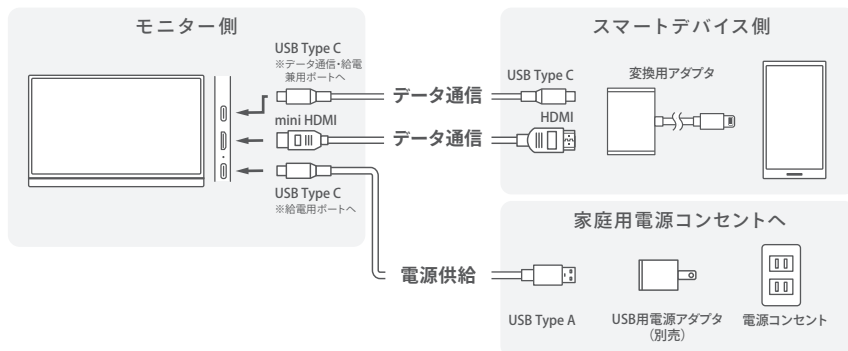 モニター側
USB Type C
※データ通信・給電
兼用ポートへ
データ通信
mini HDMI
データ通信
USB Type C
※給電用ポートへ
電源供給
スマートデバイス側
USB Type C
変換用アダプタ
HDMI
家庭用電源コンセントへ
USB Type A
USB用電源アダプタ
（別売）
電源コンセント